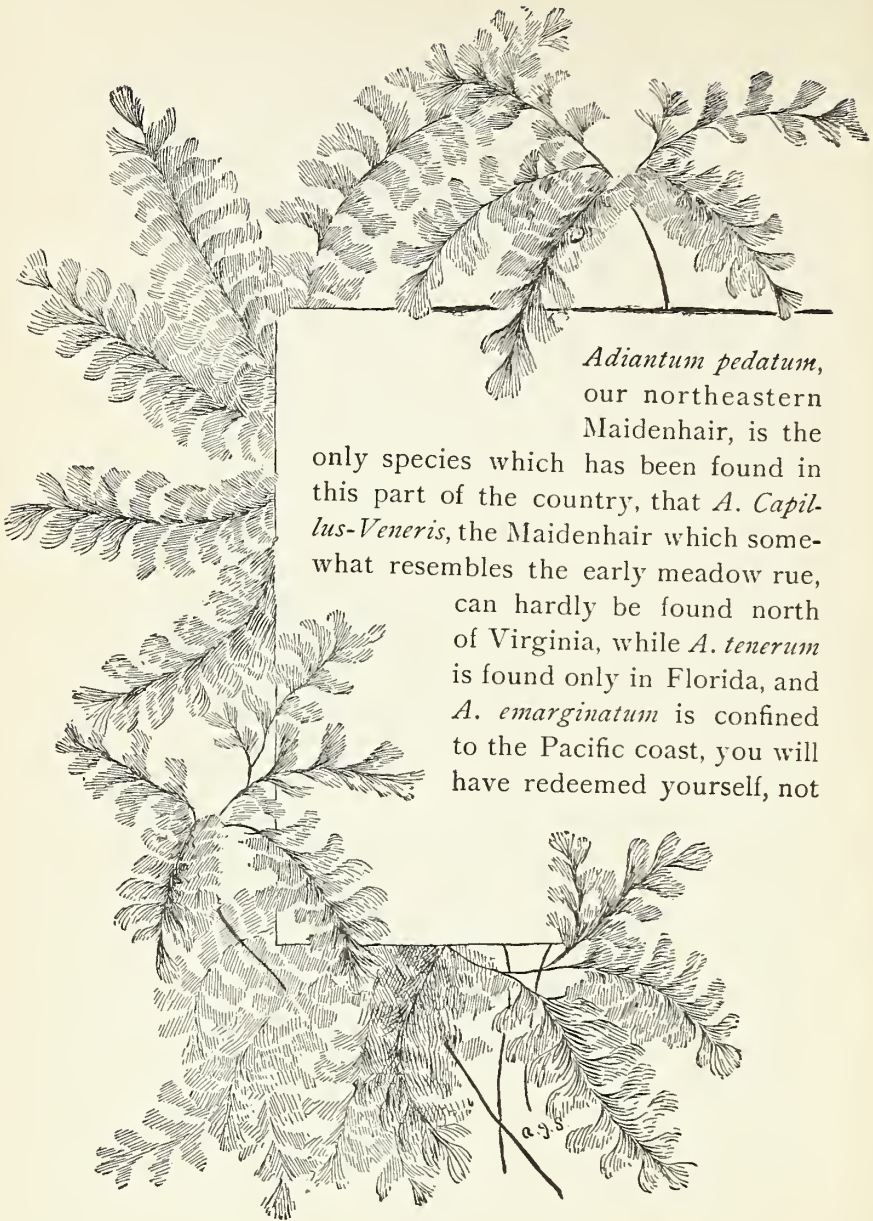 Adiantum pedatum,
our northeastern
Maidenhair, is the
only species which has been found in
this part of the country, that A. Capil-
lus-Veneris, the Maidenhair which some-
what resembles the early meadow rue,
can hardly be found north
of Virginia, while A. tenerum
is found only in Florida, and
A. emarginatum is confined
to the Pacific coast, you will
have redeemed yourself, not
a.g.S